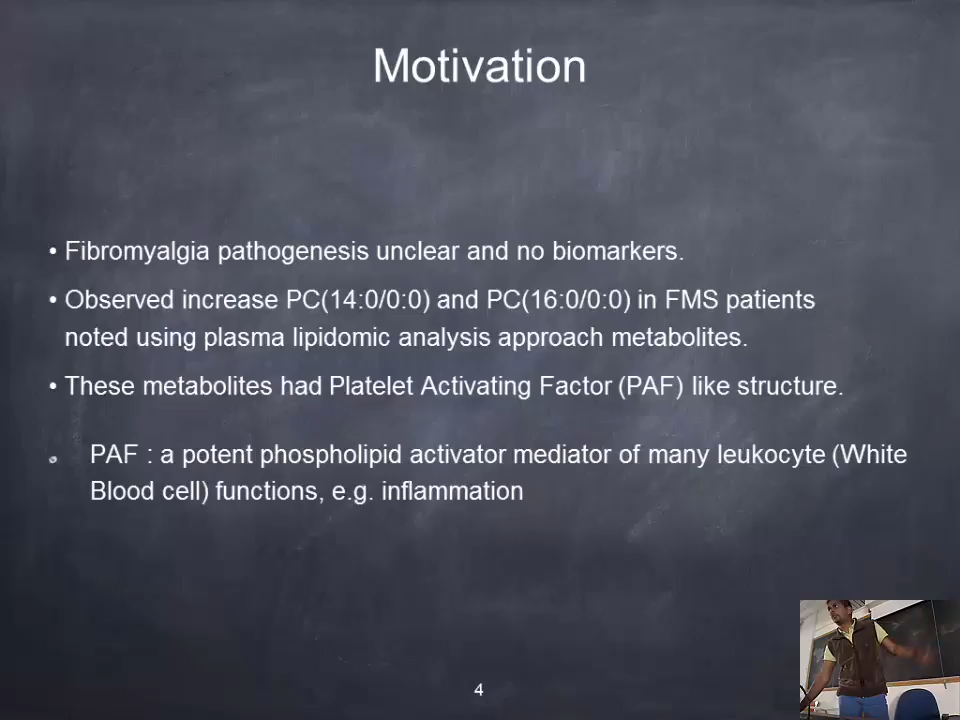 Motivation
• Fibromyalgia pathogenesis unclear and no biomarkers.
• Observed increase PC(14:0/0:0) and PC(16:0/0:0) in FMS patients
noted using plasma lipidomic analysis approach metabolites.
• These metabolites had Platelet Activating Factor (PAF) like structure.
• PAF : a potent phospholipid activator mediator of many leukocyte (White
Blood cell) functions, e.g. inflammation
4